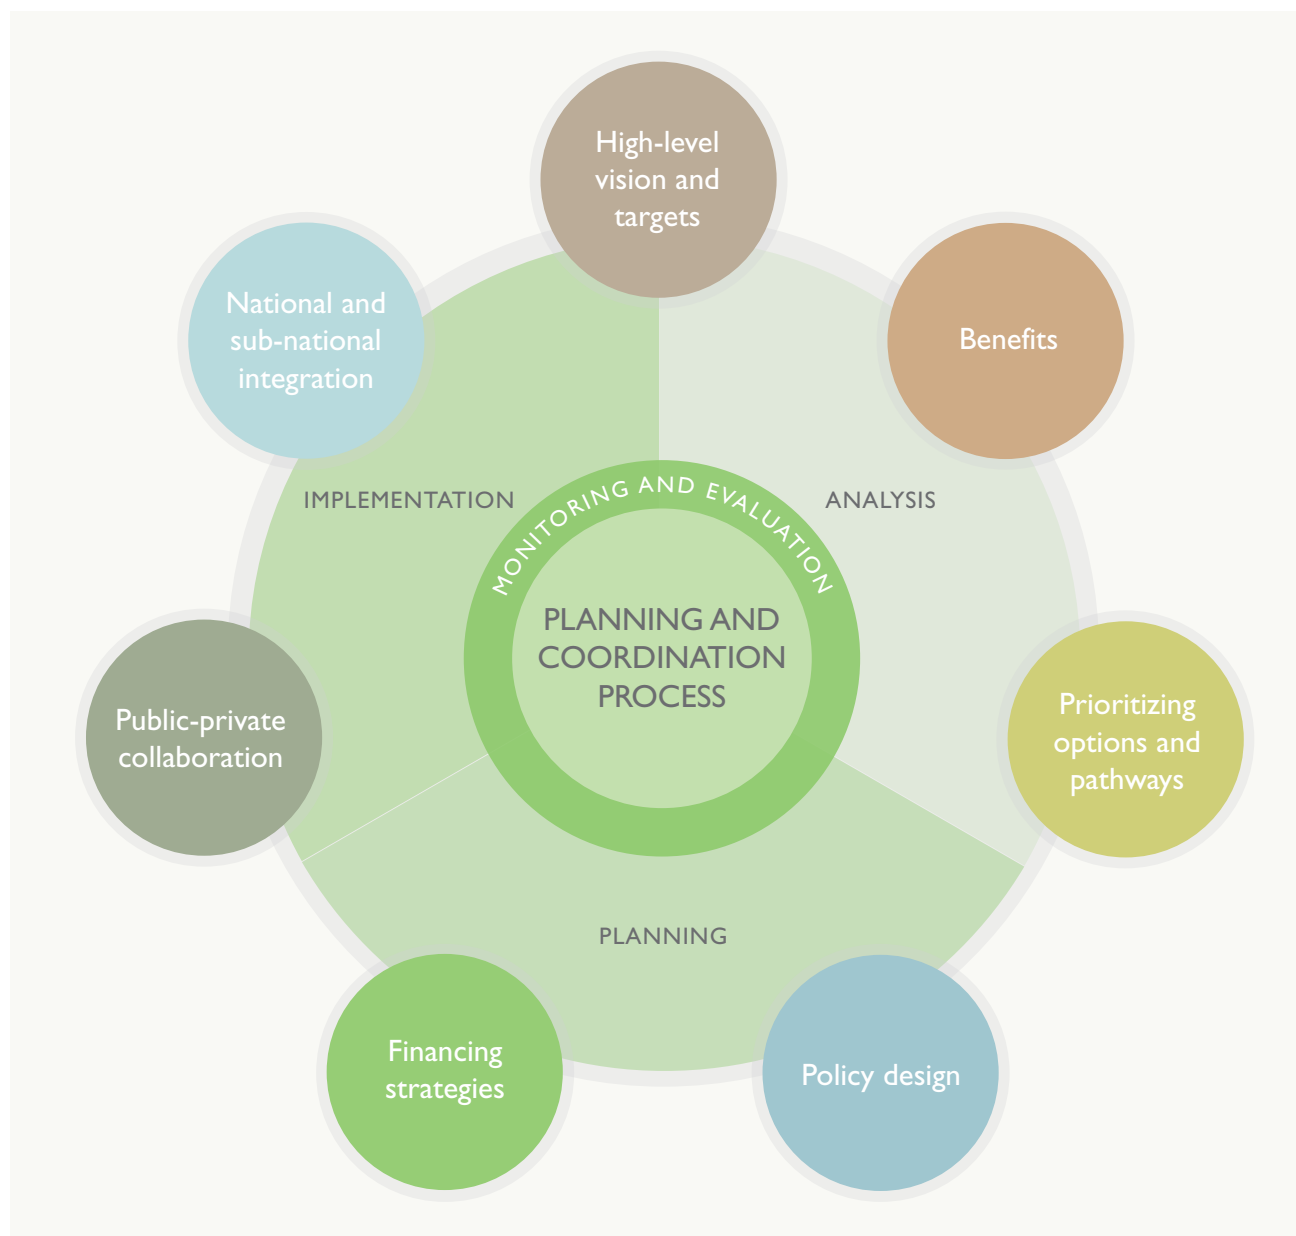 High-level
vision and
targets
National and
sub-national
integration
Benefits
IMPLEMENTATION
ANALYSIS
MONITORING AND EVALUATION
PLANNING AND
COORDINATION
PROCESS
Public-private
collaboration
Prioritizing
options and
pathways
PLANNING
Financing
strategies
Policy design